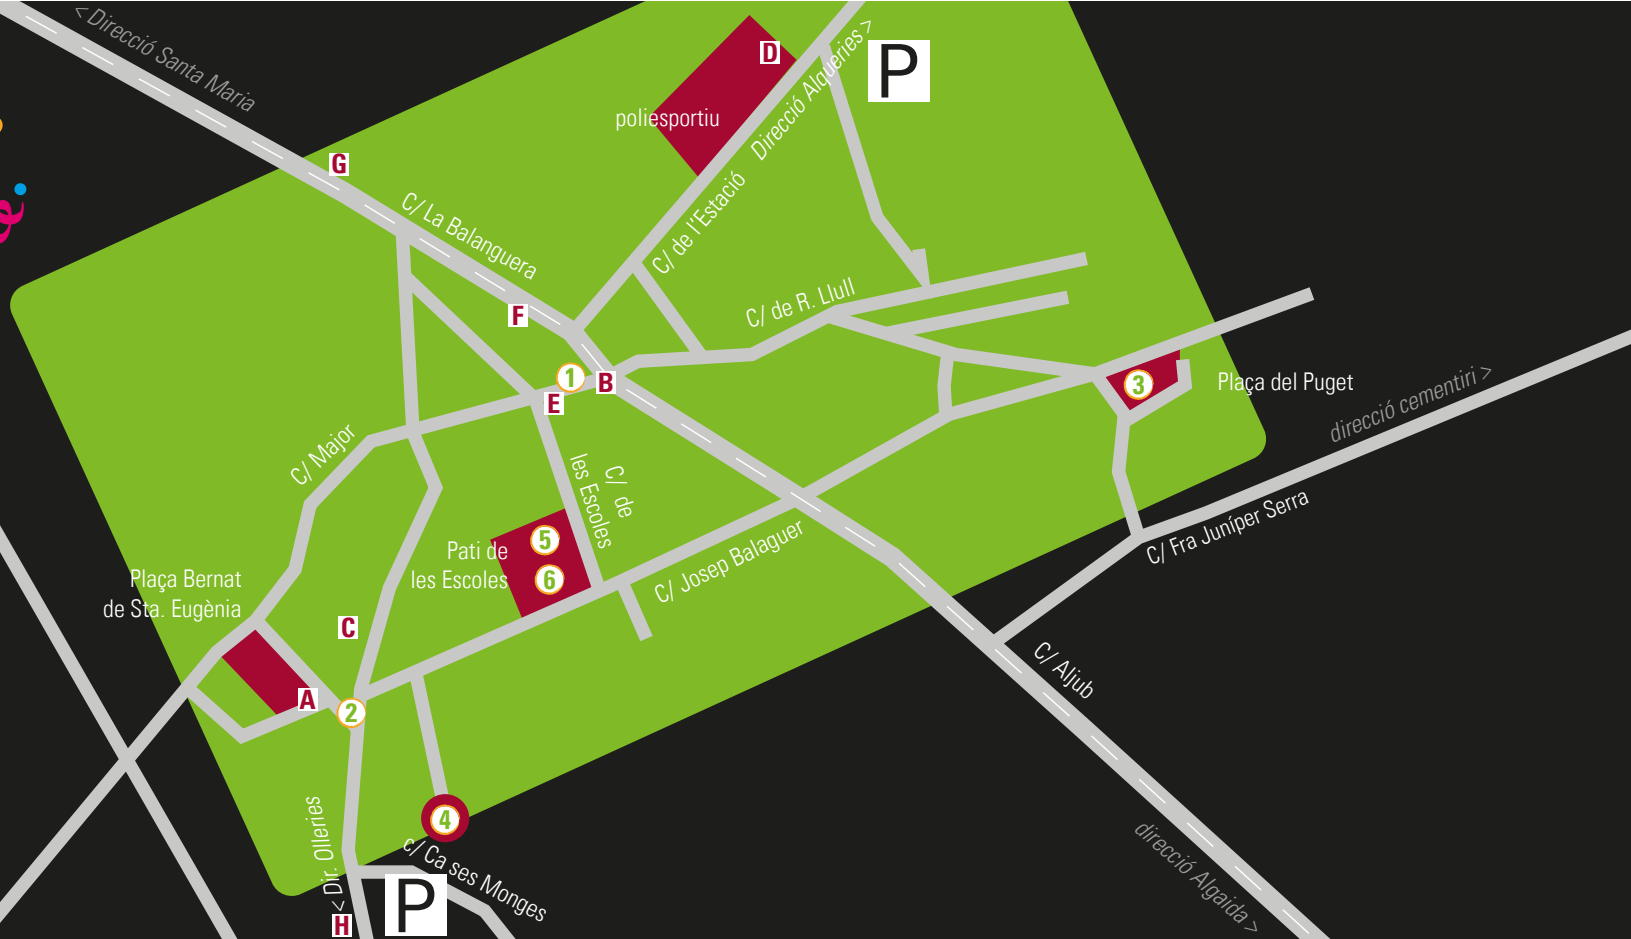 < Direcció Santa Maria
D
P
poliesportiu
Direcció Alqueries >
G
C/ La Balanguera
C/ de l'Estació
F
C/ de R. Llull
1
B
E
3
Plaça del Puget
direcció cementiri >
C/ Major
C/ de
les Escoles
5
Pati de
les Escoles
6
C/ Josep Balaguer
C/ Fra Juníper Serra
Plaça Bernat
de Sta. Eugènia
C
A
2
C/ Aljub
4
< Dir. Olleries
c/ Ca ses Monges
P
H
direcció Algaida >